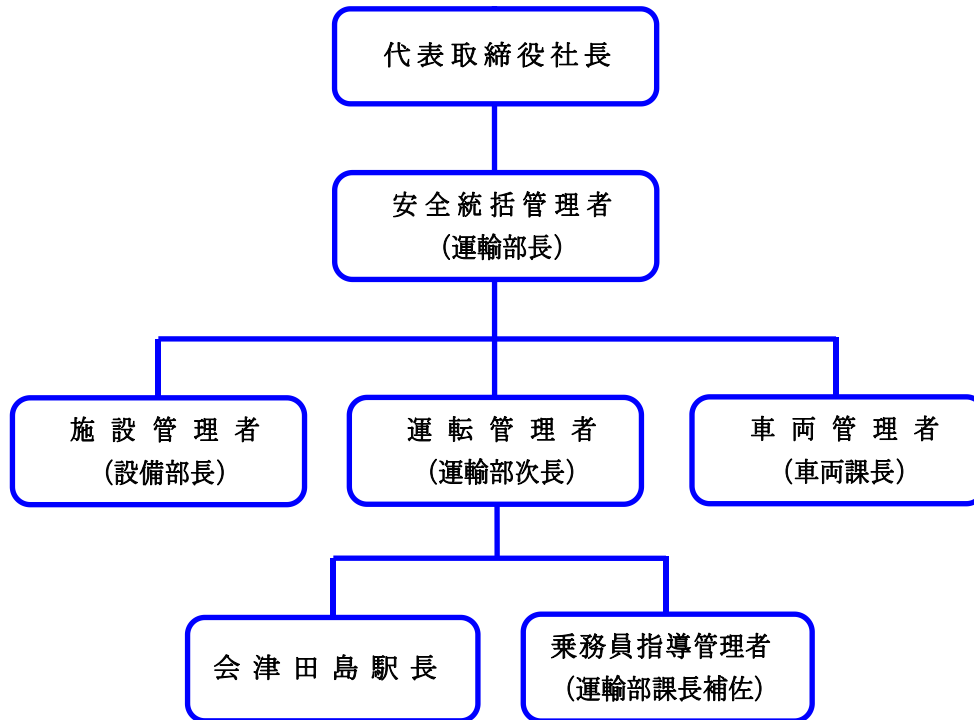 代表取締役社長
安全統括管理者
(運輸部長)
施設管理者
(設備部長)
運転管理者
(運輸部次長)
車両管理者
(車両課長)
会津田島駅長
乗務員指導管理者
(運輸部課長補佐)